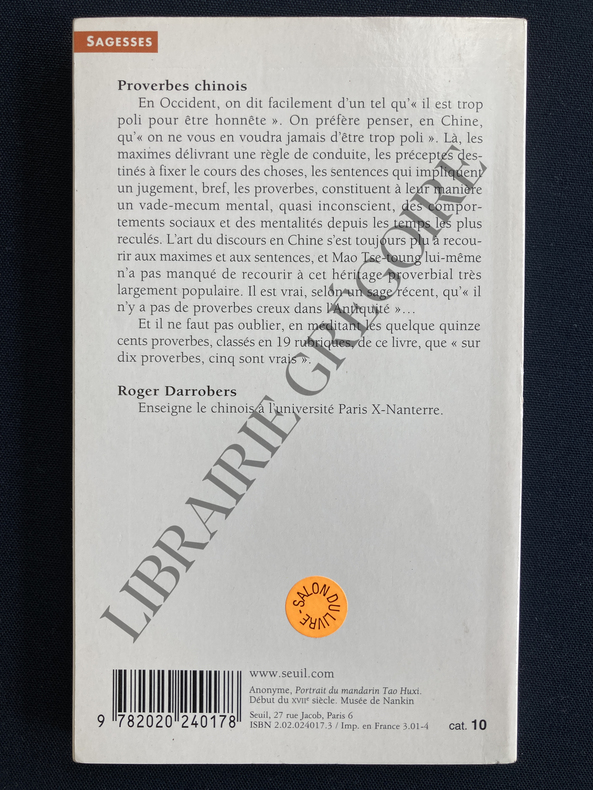 SAGESSES
Proverbes chinois
En Occident, on dit facilement d'un tel qu'« il est trop
poli pour être honnête ». On préfère penser, en Chine,
qu'« on ne vous en voudra jamais d'être trop poli ». Là, les
maximes délivrant une règle de conduite, les préceptes des-
tinés à fixer le cours des choses, les sentences qui impliquent
un jugement, bref, les proverbes, constituent à leur manière
un vade-mecum mental, quasi inconscient, des compor-
tements sociaux et des mentalités depuis les temps les plus
reculés. L'art du discours en Chine s'est toujours plu à recou-
rir aux maximes et aux sentences, et Mao Tse-Tung lui-même
n'a pas manqué de recourir à cet héritage proverbial très
largement populaire. Il est vrai, selon un sage récent, qu'« il
n'y a pas de proverbes creux dans l'Antiquité »…
Et il ne faut pas oublier, en méditant les quelque quinze
cents proverbes, classés en 19 rubriques, de ce livre, que « sur
dix proverbes, cinq sont vrais ».
Roger Darrobers
Enseigne le chinois à l'université Paris X-Nanterre.
LIBRAIRIE GRÉGOIRE
- SALON DU LIVRE
www.seuil.com
Anonyme, Portrait du mandarin Tao Huxi.
Début du XVIIe siècle. Musée de Nankin
Seuil, 27 rue Jacob, Paris 6
ISBN 2.02.024017.3 / Imp. en France 3.01-4
cat. 10
9 782020 240178